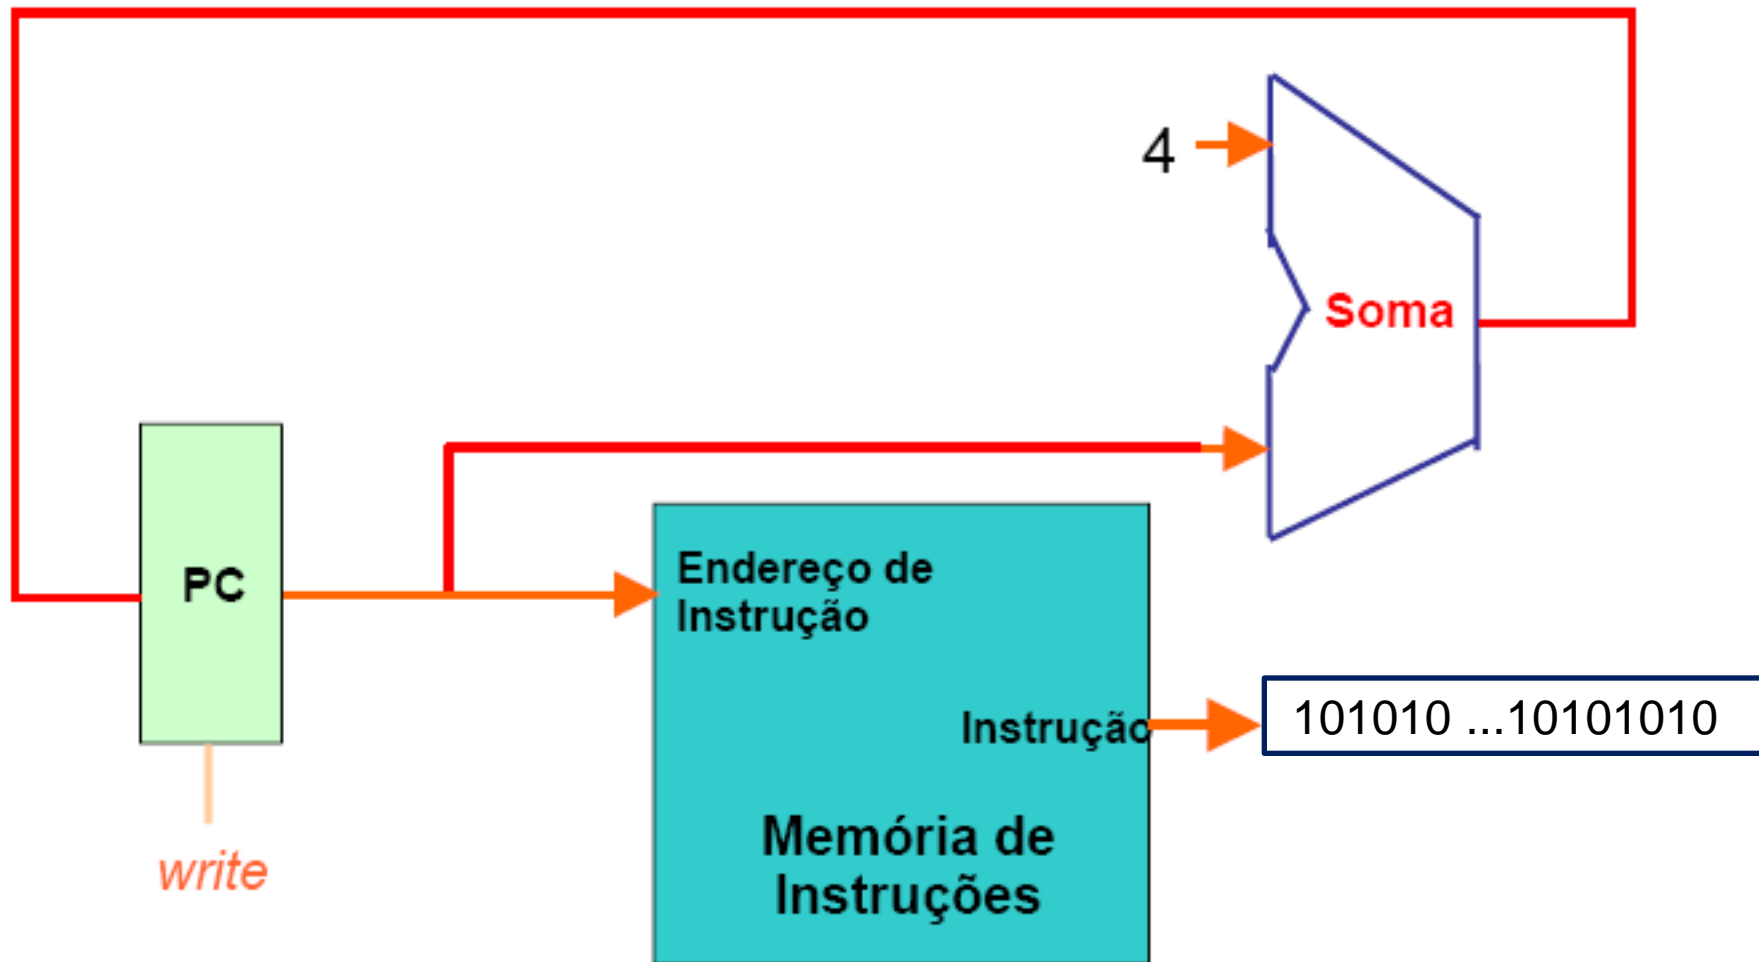 4
Soma
PC
Endereço de
Instrução
Instrução
101010 ...10101010
Memória de
Instruções
write